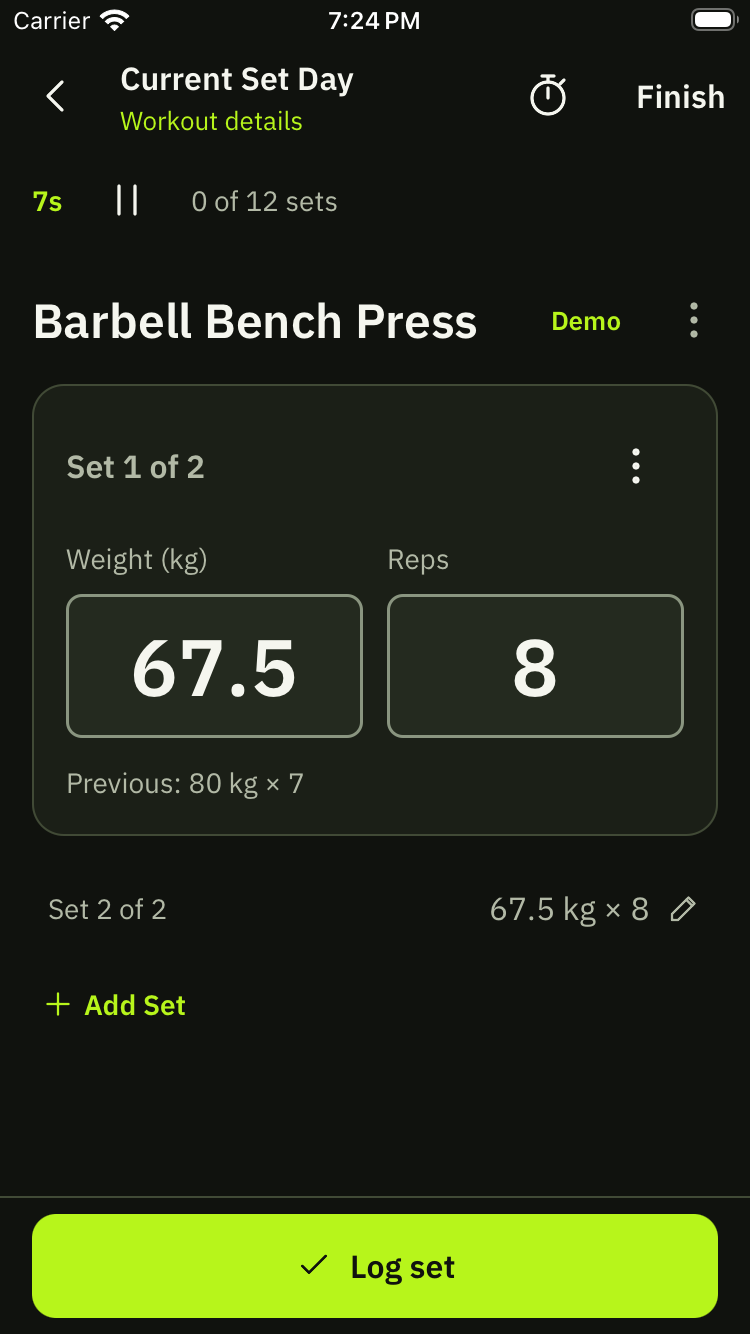 Carrier 7:24 PM
Current Set Day
Workout details
Finish
7s 0 of 12 sets
Barbell Bench Press Demo
Set 1 of 2
Weight (kg) Reps
67.5 8
Previous: 80 kg × 7
Set 2 of 2 67.5 kg × 8
+ Add Set
Log set